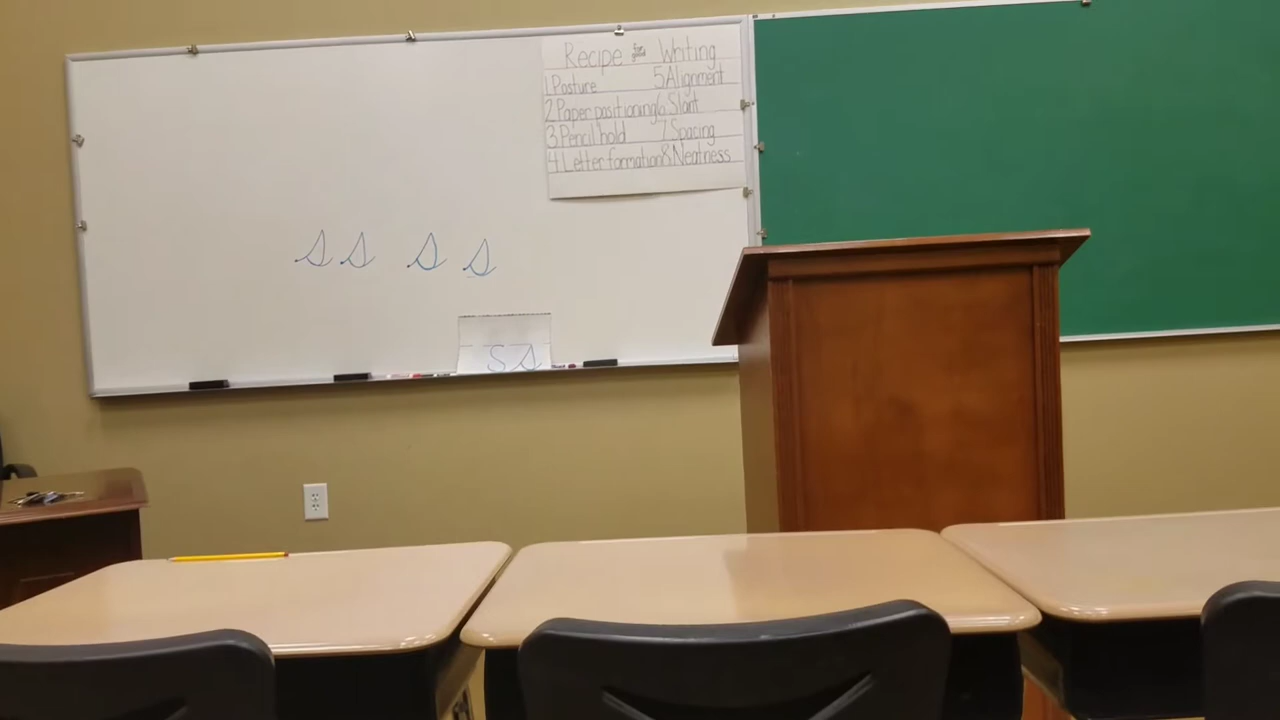 Recipe for Writing
1 Posture 5 Alignment
2 Paper positioning 6 Slant
3 Pencil hold 7 Spacing
4 Letter formation 8 Neatness
s s s s
S s